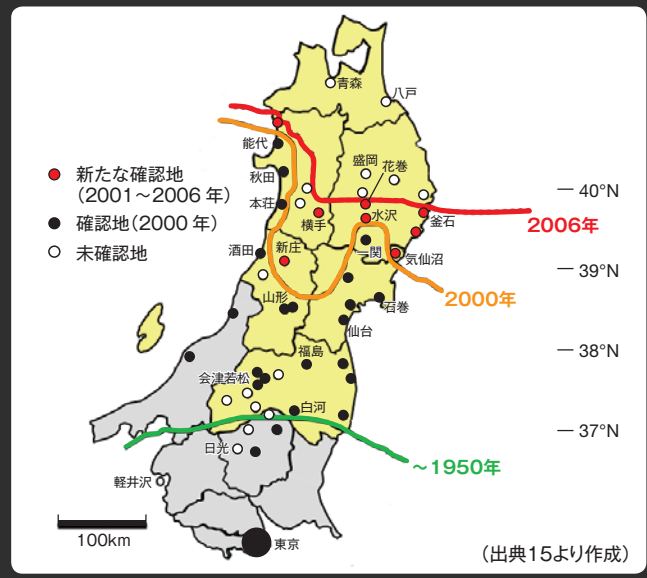 青森
八戸
能代
盛岡
花巻
秋田
本荘
横手
水沢
釜石
2006年
酒田
新庄
一関
気仙沼
2000年
山形
石巻
仙台
福島
会津若松
白河
日光
～1950年
軽井沢
東京
新たな確認地
(2001～2006年)
確認地(2000年)
未確認地
40°N
39°N
38°N
37°N
100km
(出典15より作成)